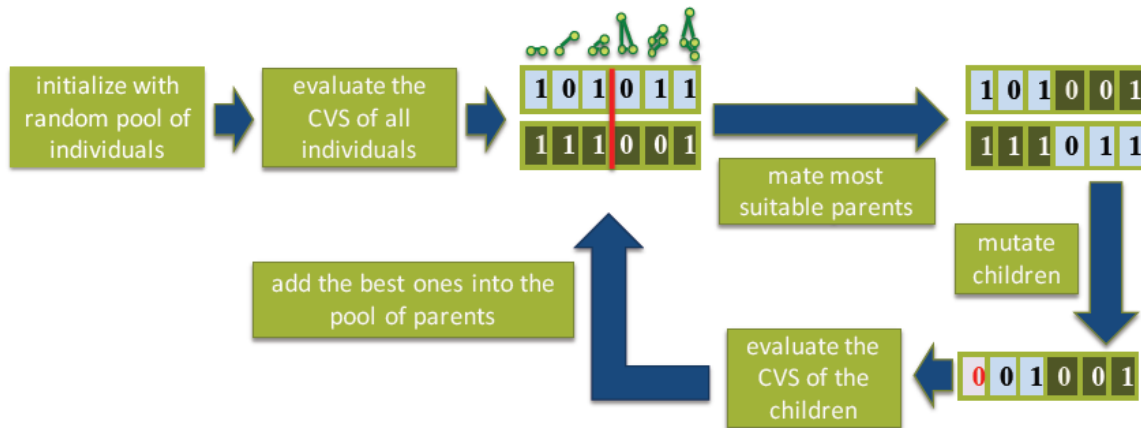 initialize with
random pool of
individuals
evaluate the
CVS of all
individuals
1 0 1 0 1 1
1 1 1 0 0 1
mate most
suitable parents
1 0 1 0 0 1
1 1 1 0 1 1
mutate
children
0 0 1 0 0 1
evaluate the
CVS of the
children
add the best ones into the
pool of parents